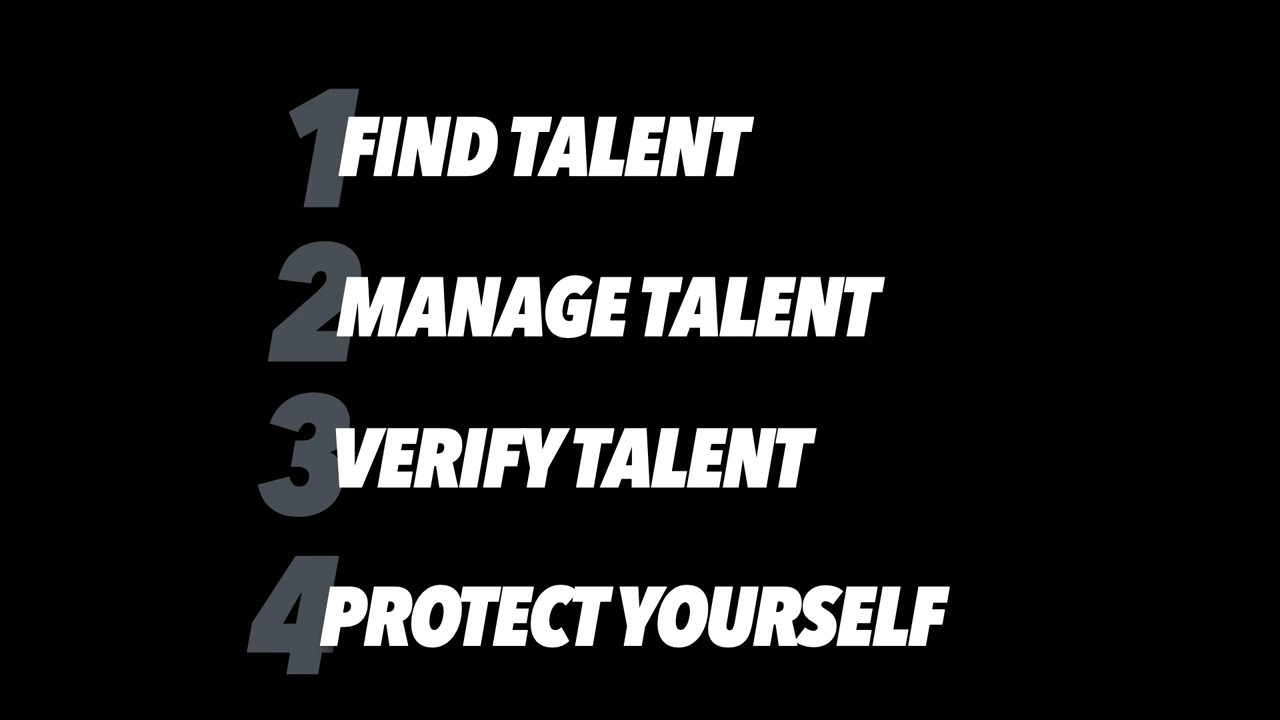 1 FIND TALENT
2 MANAGE TALENT
3 VERIFY TALENT
4 PROTECT YOURSELF